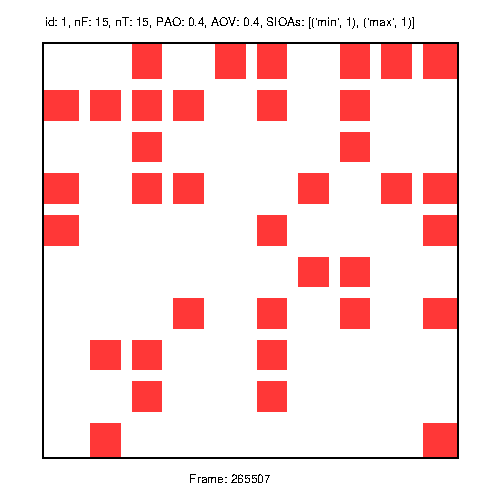 id: 1, nF: 15, nT: 15, PAO: 0.4, AOV: 0.4, SIOAs: [('min', 1), ('max', 1)]
Frame: 265507